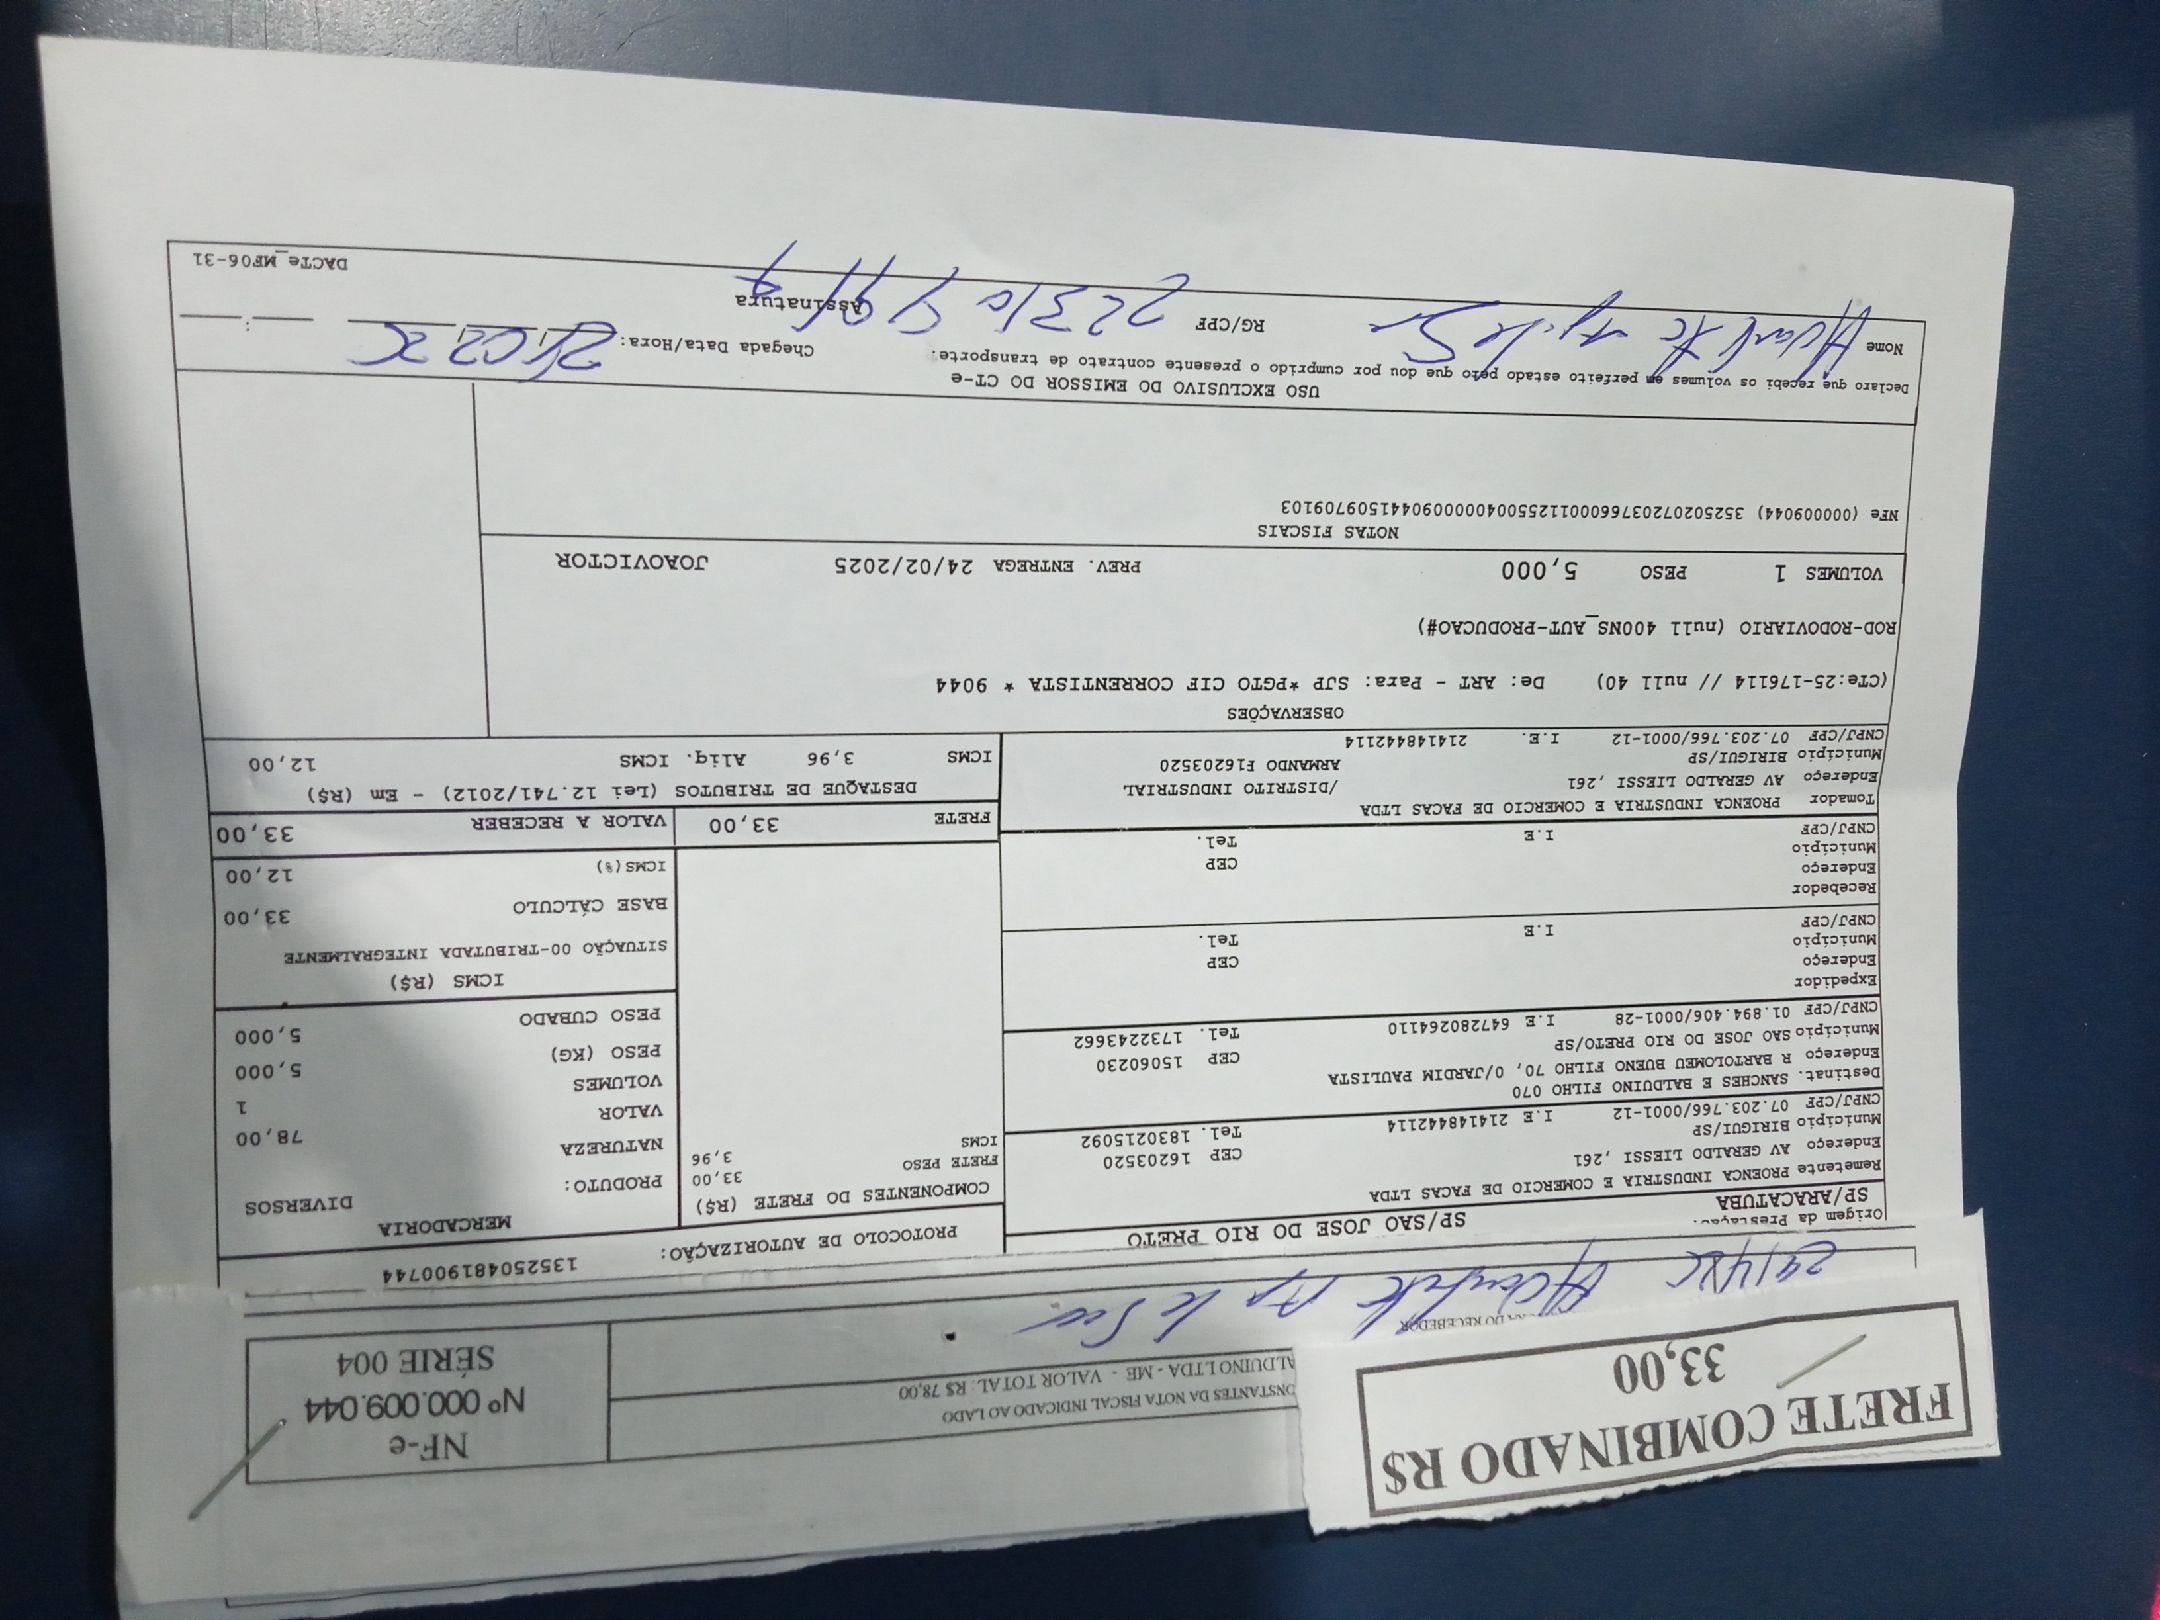 FRETE COMBINADO R$
33,00
NF-e
Nº 000.009.044
SÉRIE 004
ONSTANTES DA NOTA FISCAL INDICADO AO LADO
ALDUINO LTDA - ME - VALOR TOTAL: R$ 78,00
DO RECEBEDOR
PROTOCOLO DE AUTORIZAÇÃO: 135250481900744
Origem da Prestaçao.
SP/ARACATUBA
SP/SAO JOSE DO RIO PRETO
Remetente PROENCA INDUSTRIA E COMERCIO DE FACAS LTDA
Endereço AV GERALDO LIESSI ,261 CEP 16203520
Município BIRIGUI/SP Tel. 1830215092
CNPJ/CPF 07.203.766/0001-12 I.E 214148442114
Destinat. SANCHES E BALDUINO FILHO 070
Endereço R BARTOLOMEU BUENO FILHO 70, 0/JARDIM PAULISTA CEP 15060230
Município SAO JOSE DO RIO PRETO/SP Tel. 1732243662
CNPJ/CPF 01.894.406/0001-28 I.E 647280264110
Expedidor
Endereço CEP
Município Tel.
CNPJ/CPF I.E
Recebedor
Endereço CEP
Município Tel.
CNPJ/CPF I.E
Tomador PROENCA INDUSTRIA E COMERCIO DE FACAS LTDA
Endereço AV GERALDO LIESSI ,261 /DISTRITO INDUSTRIAL
Município BIRIGUI/SP ARMANDO F16203520
CNPJ/CPF 07.203.766/0001-12 I.E. 214148442114
COMPONENTES DO FRETE (R$)
FRETE PESO 33,00
ICMS 3,96
MERCADORIA
PRODUTO: DIVERSOS
NATUREZA
VALOR 78,00
VOLUMES 1
PESO (KG) 5,000
PESO CUBADO 5,000
ICMS (R$)
SITUAÇÃO 00-TRIBUTADA INTEGRALMENTE
BASE CÁLCULO 33,00
ICMS(%) 12,00
FRETE 33,00 VALOR A RECEBER 33,00
DESTAQUE DE TRIBUTOS (Lei 12.741/2012) - Em (R$)
ICMS 3,96 Aliq. ICMS 12,00
OBSERVAÇÕES
(CTe:25-176114 // null 40) De: ART - Para: SJP *PGTO CIF CORRENTISTA * 9044
ROD-RODOVIARIO (null 400NS_AUT-PRODUCAO#)
VOLUMES 1 PESO 5,000 PREV. ENTREGA 24/02/2025 JOAOVICTOR
NOTAS FISCAIS
NFe (000009044) 35250207203766000112550040000090441509709103
USO EXCLUSIVO DO EMISSOR DO CT-e
Declaro que recebi os volumes em perfeito estado pelo que dou por cumprido o presente contrato de transporte.
Nome RG/CPF Assinatura Chegada Data/Hora:
DACTe_MF06-31